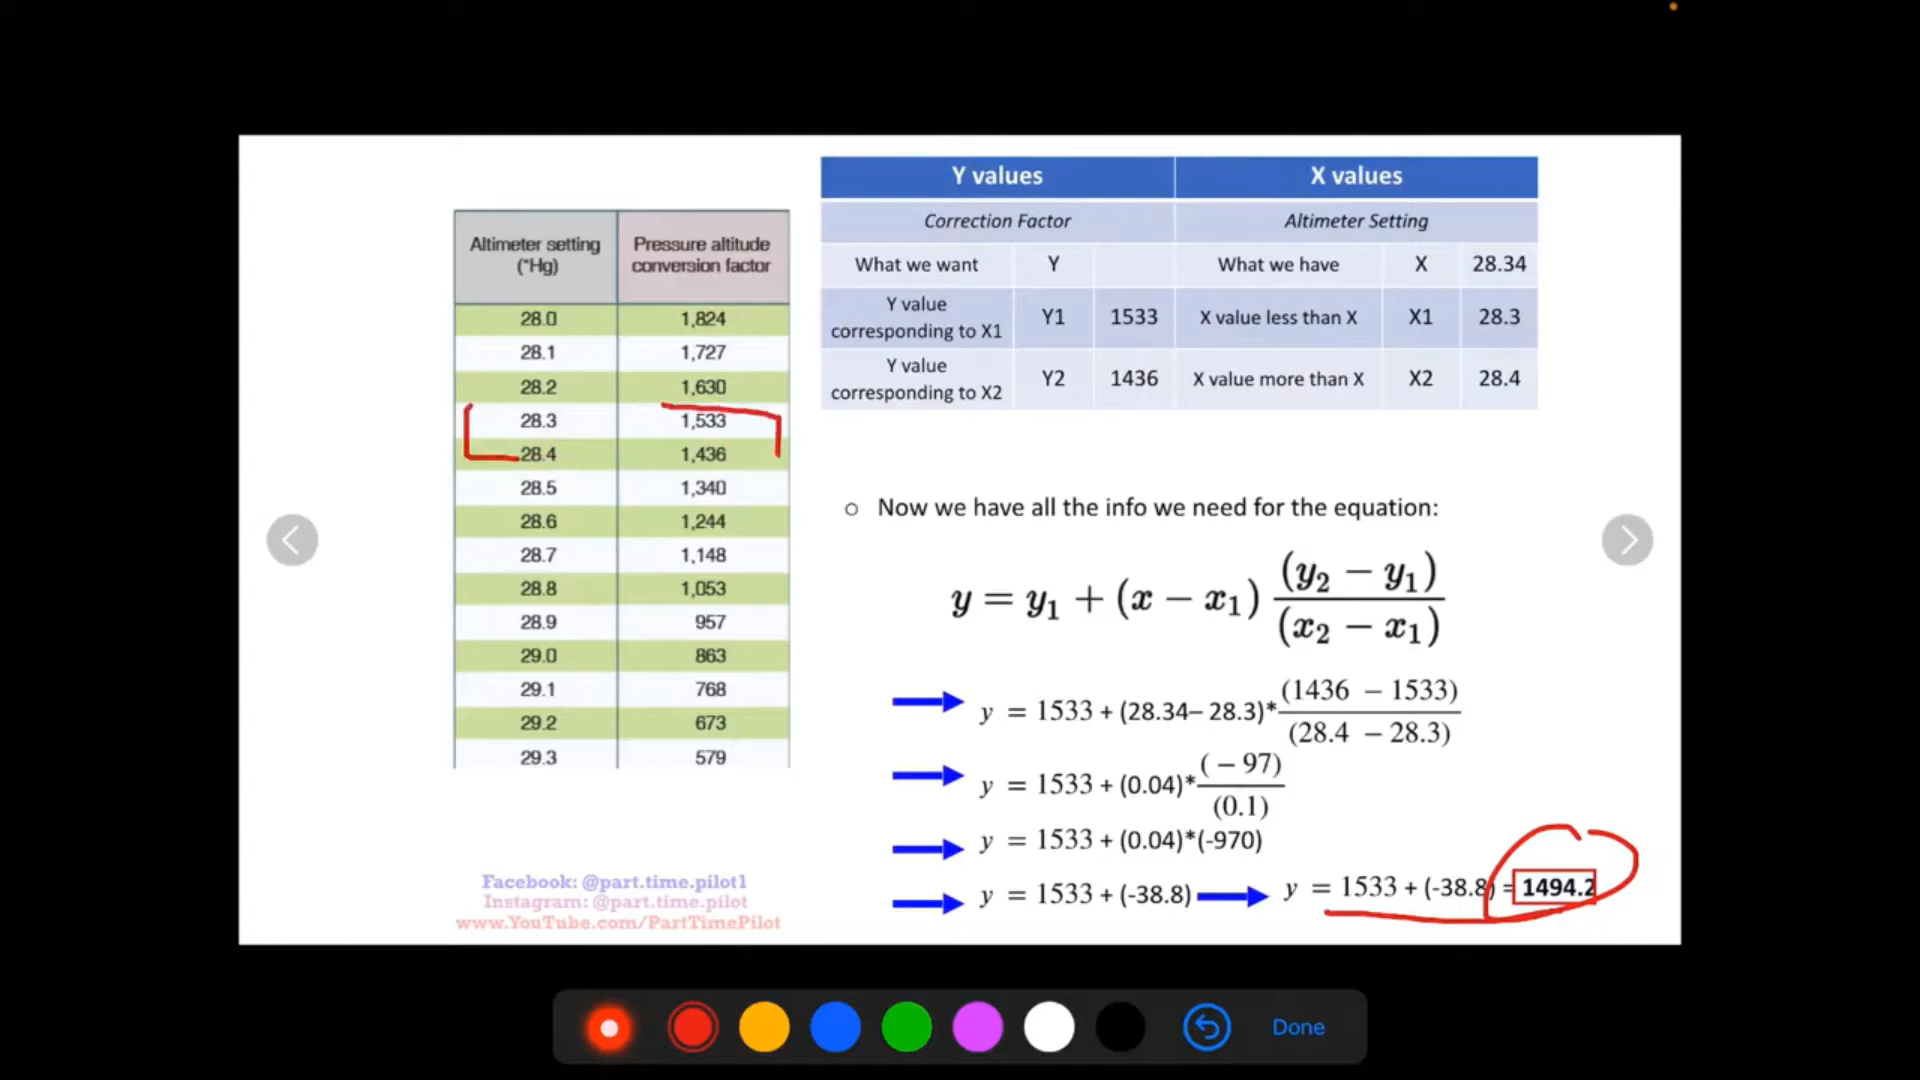 Y values X values
Correction Factor Altimeter Setting
What we want Y What we have X 28.34
Y value corresponding to X1 Y1 1533 X value less than X X1 28.3
Y value corresponding to X2 Y2 1436 X value more than X X2 28.4
Altimeter setting ("Hg) Pressure altitude conversion factor
28.0 1,824
28.1 1,727
28.2 1,630
28.3 1,533
28.4 1,436
28.5 1,340
28.6 1,244
28.7 1,148
28.8 1,053
28.9 957
29.0 863
29.1 768
29.2 673
29.3 579
Now we have all the info we need for the equation:
y = y₁ + (x − x₁) (y₂ − y₁) / (x₂ − x₁)
y = 1533 + (28.34– 28.3)* (1436 − 1533) / (28.4 − 28.3)
y = 1533 + (0.04)* (− 97) / (0.1)
y = 1533 + (0.04)*(-970)
y = 1533 + (-38.8) y = 1533 + (-38.8) = 1494.2
Facebook: @part.time.pilot1
Instagram: @part.time.pilot
www.YouTube.com/PartTimePilot
Done